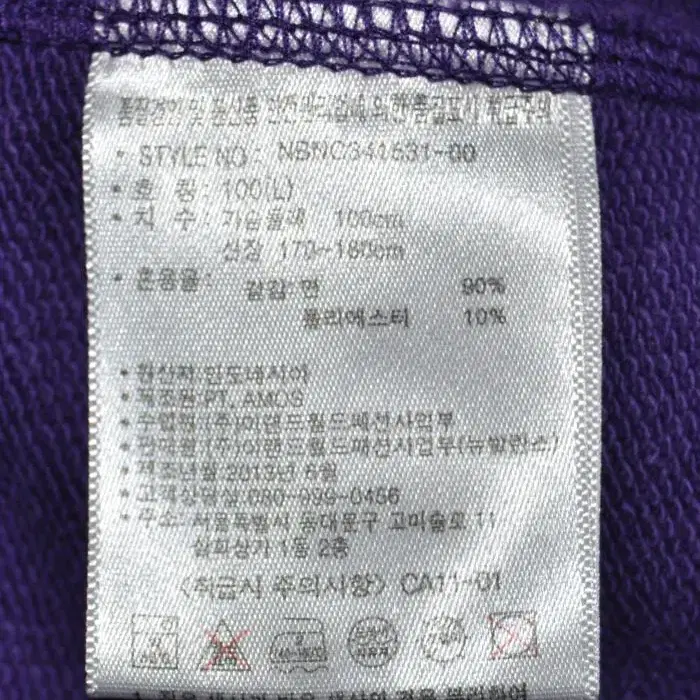 품질경영 및 공산품 안전관리법에 의한 품질표시 취급주의
• STYLE NO : NBNC341631-00
• 호 칭 : 100(L)
• 치 수 : 가슴둘레 100cm
신장 170~180cm
• 혼용율 : 겉감 면 90%
폴리에스터 10%
• 원산지:인도네시아
• 제조원:PT. AMOS
• 수입원:(주)이랜드월드패션사업부
• 판매원:(주)이랜드월드패션사업부(뉴발란스)
• 제조년월:2013년 6월
• 고객상담실:080-999-0456
• 주소: 서울특별시 동대문구 고미술로 11
삼희상가 1동 2층
<취급시 주의사항> CA11-01